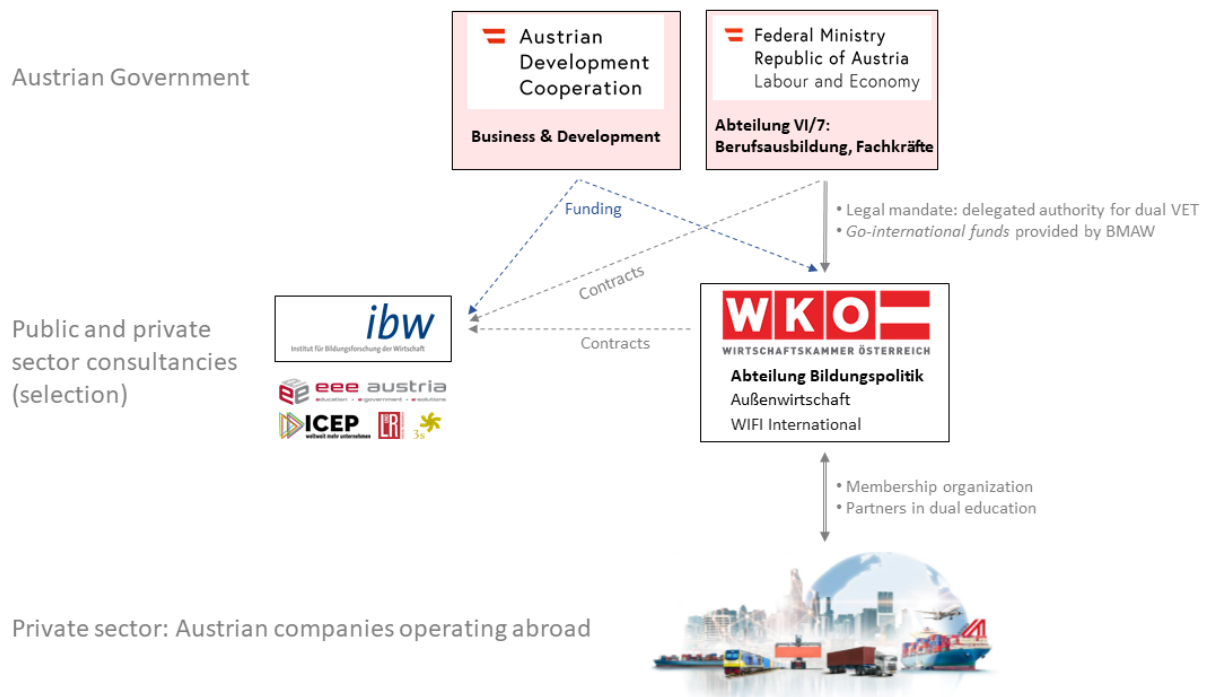 Austrian Government
Austrian
Development
Cooperation
Business & Development
Federal Ministry
Republic of Austria
Labour and Economy
Abteilung VI/7:
Berufsausbildung, Fachkräfte
Funding
• Legal mandate: delegated authority for dual VET
• Go-international funds provided by BMAW
Contracts
Public and private
sector consultancies
(selection)
ibw
Institut für Bildungsforschung der Wirtschaft
eee austria
education • e-government • e-solutions
ICEP
weltweit mehr unternehmen
LR
3s
Contracts
WKO
WIRTSCHAFTSKAMMER ÖSTERREICH
Abteilung Bildungspolitik
Außenwirtschaft
WIFI International
• Membership organization
• Partners in dual education
Private sector: Austrian companies operating abroad